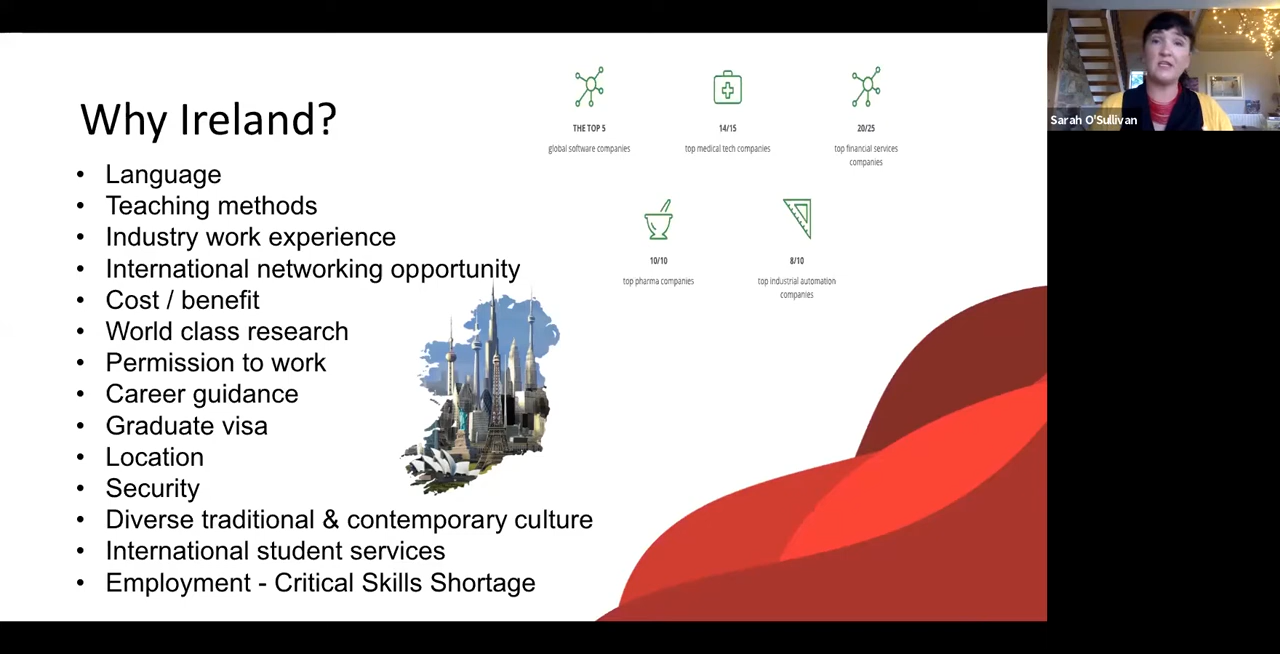 Why Ireland?
• Language
• Teaching methods
• Industry work experience
• International networking opportunity
• Cost / benefit
• World class research
• Permission to work
• Career guidance
• Graduate visa
• Location
• Security
• Diverse traditional & contemporary culture
• International student services
• Employment - Critical Skills Shortage
THE TOP 5
global software companies
14/15
top medical tech companies
20/25
top financial services
companies
10/10
top pharma companies
8/10
top industrial automation
companies
Sarah O'Sullivan